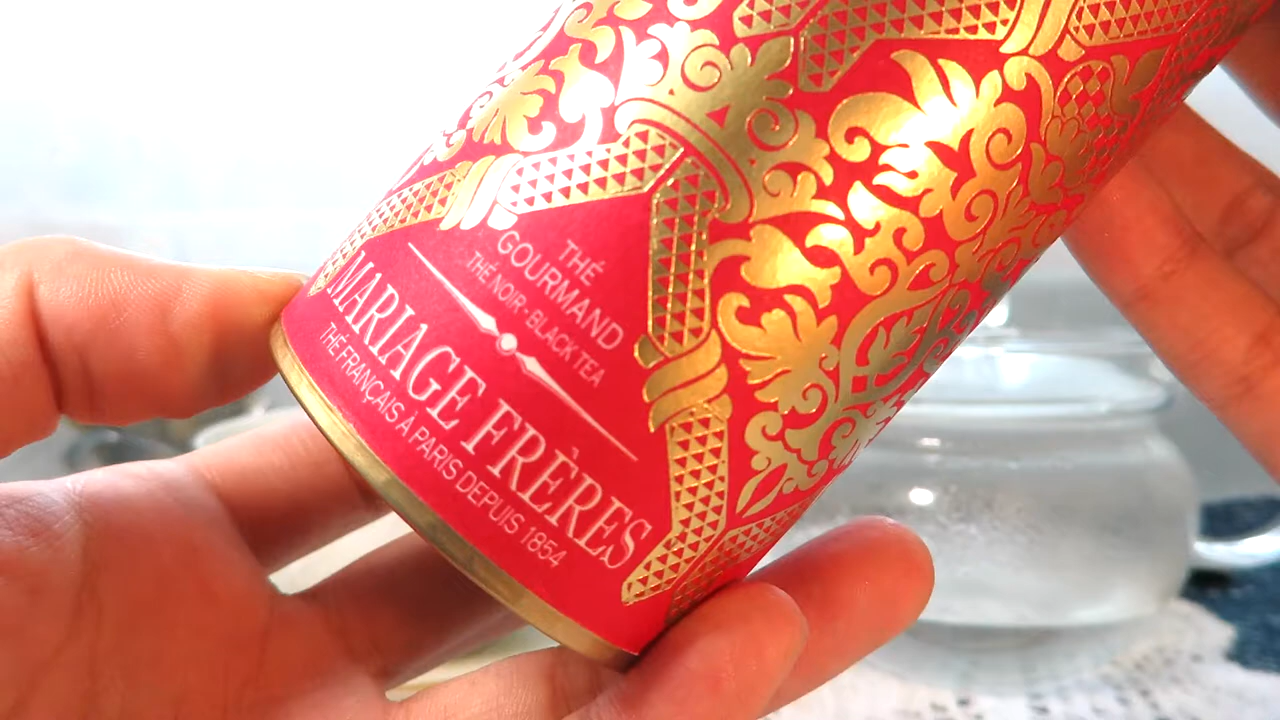 THÉ
GOURMAND
THÉ NOIR · BLACK TEA
MARIAGE FRÈRES
THÉ FRANÇAIS À PARIS DEPUIS 1854